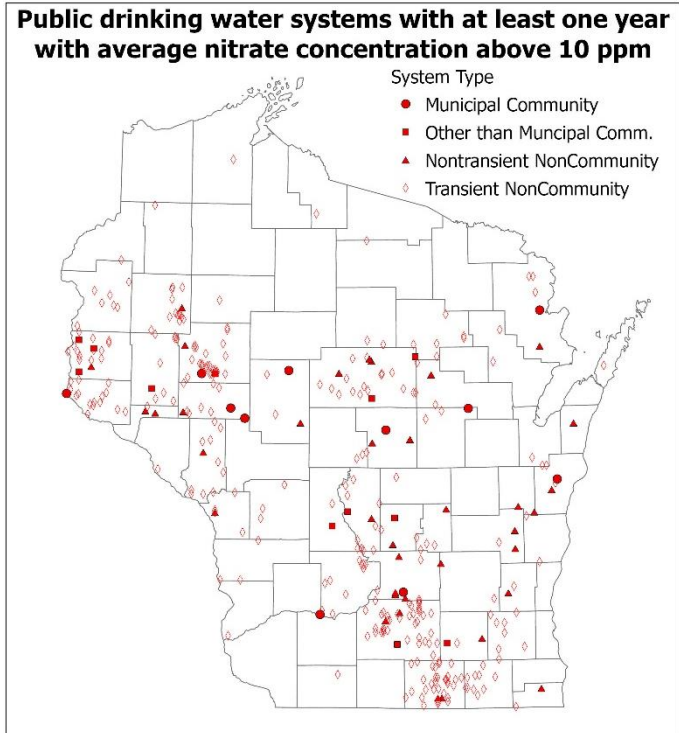 Public drinking water systems with at least one year
with average nitrate concentration above 10 ppm
System Type
Municipal Community
Other than Muncipal Comm.
Nontransient NonCommunity
Transient NonCommunity